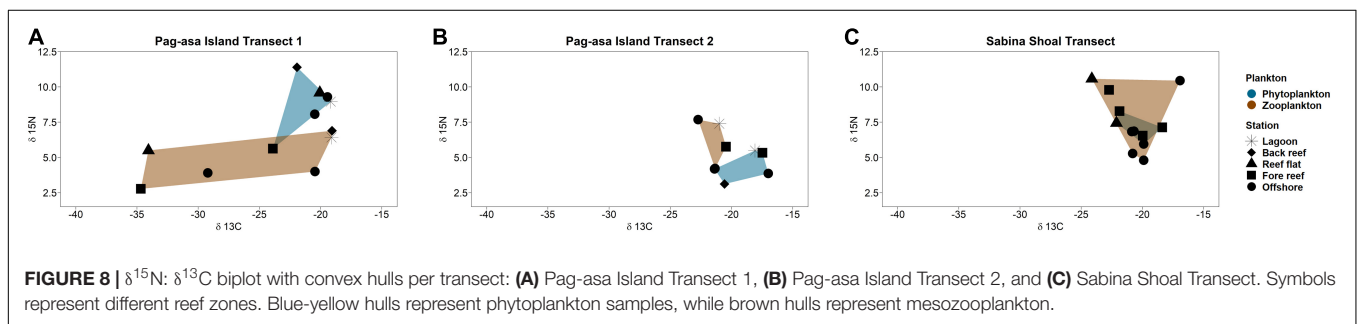 A
Pag-asa Island Transect 1
12.5
10.0
7.5
5.0
2.5
δ 15N
-40 -35 -30 -25 -20 -15
δ 13C
B
Pag-asa Island Transect 2
12.5
10.0
7.5
5.0
2.5
δ 15N
-40 -35 -30 -25 -20 -15
δ 13C
C
Sabina Shoal Transect
12.5
10.0
7.5
5.0
2.5
δ 15N
-40 -35 -30 -25 -20 -15
δ 13C
Plankton
Phytoplankton
Zooplankton
Station
Lagoon
Back reef
Reef flat
Fore reef
Offshore
FIGURE 8 | δ15N: δ13C biplot with convex hulls per transect: (A) Pag-asa Island Transect 1, (B) Pag-asa Island Transect 2, and (C) Sabina Shoal Transect. Symbols
represent different reef zones. Blue-yellow hulls represent phytoplankton samples, while brown hulls represent mesozooplankton.